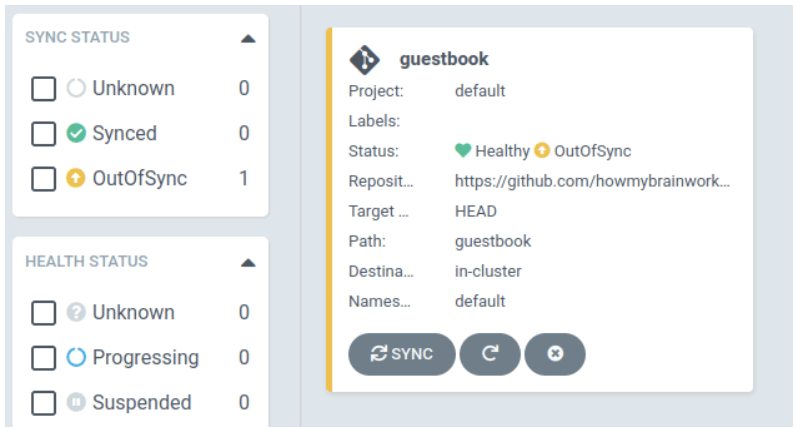 SYNC STATUS
Unknown 0
Synced 0
OutOfSync 1
HEALTH STATUS
Unknown 0
Progressing 0
Suspended 0
guestbook
Project: default
Labels:
Status: Healthy OutOfSync
Reposit... https://github.com/howmybrainwork...
Target ... HEAD
Path: guestbook
Destina... in-cluster
Names... default
SYNC